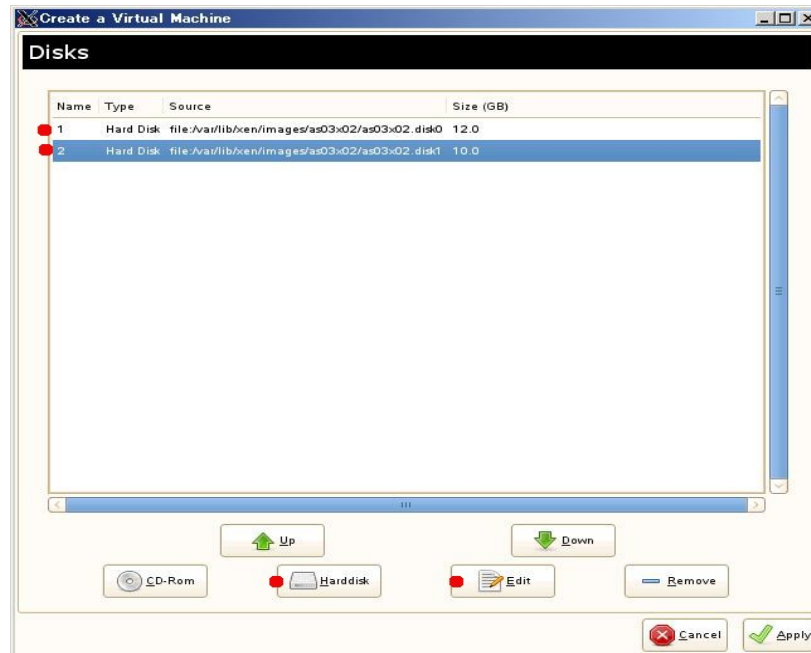 Create a Virtual Machine
Disks
Name Type Source Size (GB)
1 Hard Disk file:/var/lib/xen/images/as03x02/as03x02.disk0 12.0
2 Hard Disk file:/var/lib/xen/images/as03x02/as03x02.disk1 10.0
Up Down
CD-Rom Harddisk Edit Remove
Cancel Apply